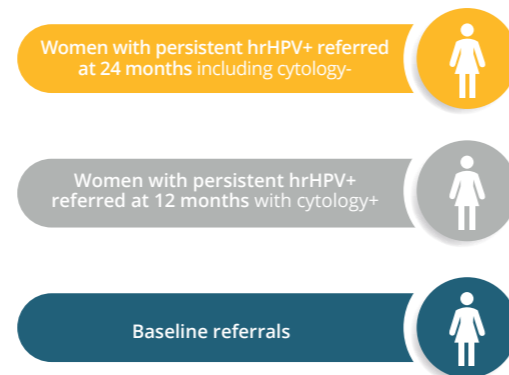 Women with persistent hrHPV+ referred
at 24 months including cytology-
Women with persistent hrHPV+
referred at 12 months with cytology+
Baseline referrals